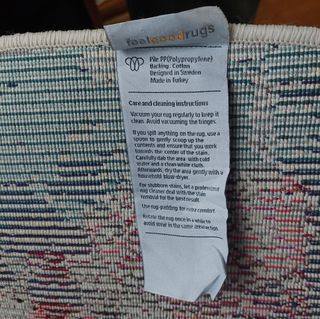 feelgoodrugs
Pile: PP(Polypropylene)
Backing: Cotton
Designed in Sweden
Made in Turkey
Care and cleaning instructions
Vacuum your rug regularly to keep it
clean. Avoid vacuuming the fringes.
If you spill anything on the rug, use a
spoon to gently scoop up the
contents and ensure that you work
towards the center of the stain.
Carefully dab the area with cold
water and a clean white cloth.
Afterwards, dry the area gently with a
household blow-dryer.
For stubborn stains, let a professional
rug cleaner deal with the stain
removal for the best result.
Use rug-padding for extra comfort.
Rotate the rug once in a while to
avoid wear in the same area/section.